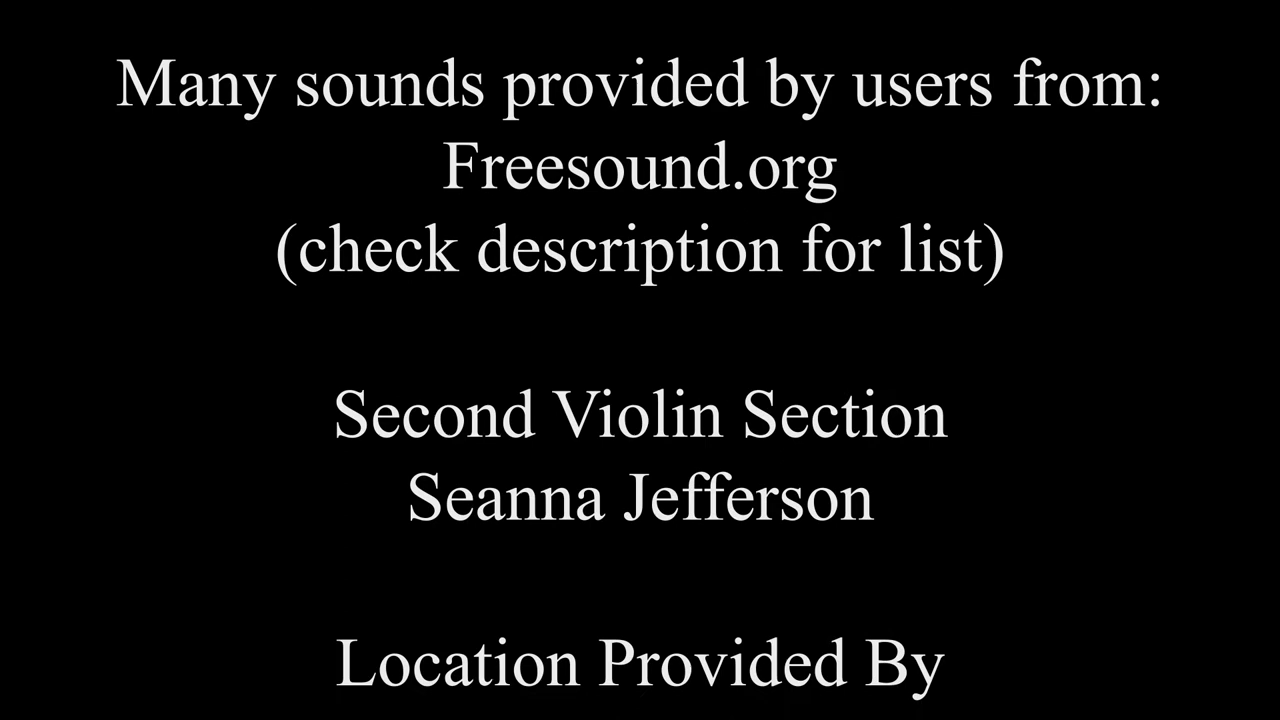 Many sounds provided by users from:
Freesound.org
(check description for list)
Second Violin Section
Seanna Jefferson
Location Provided By